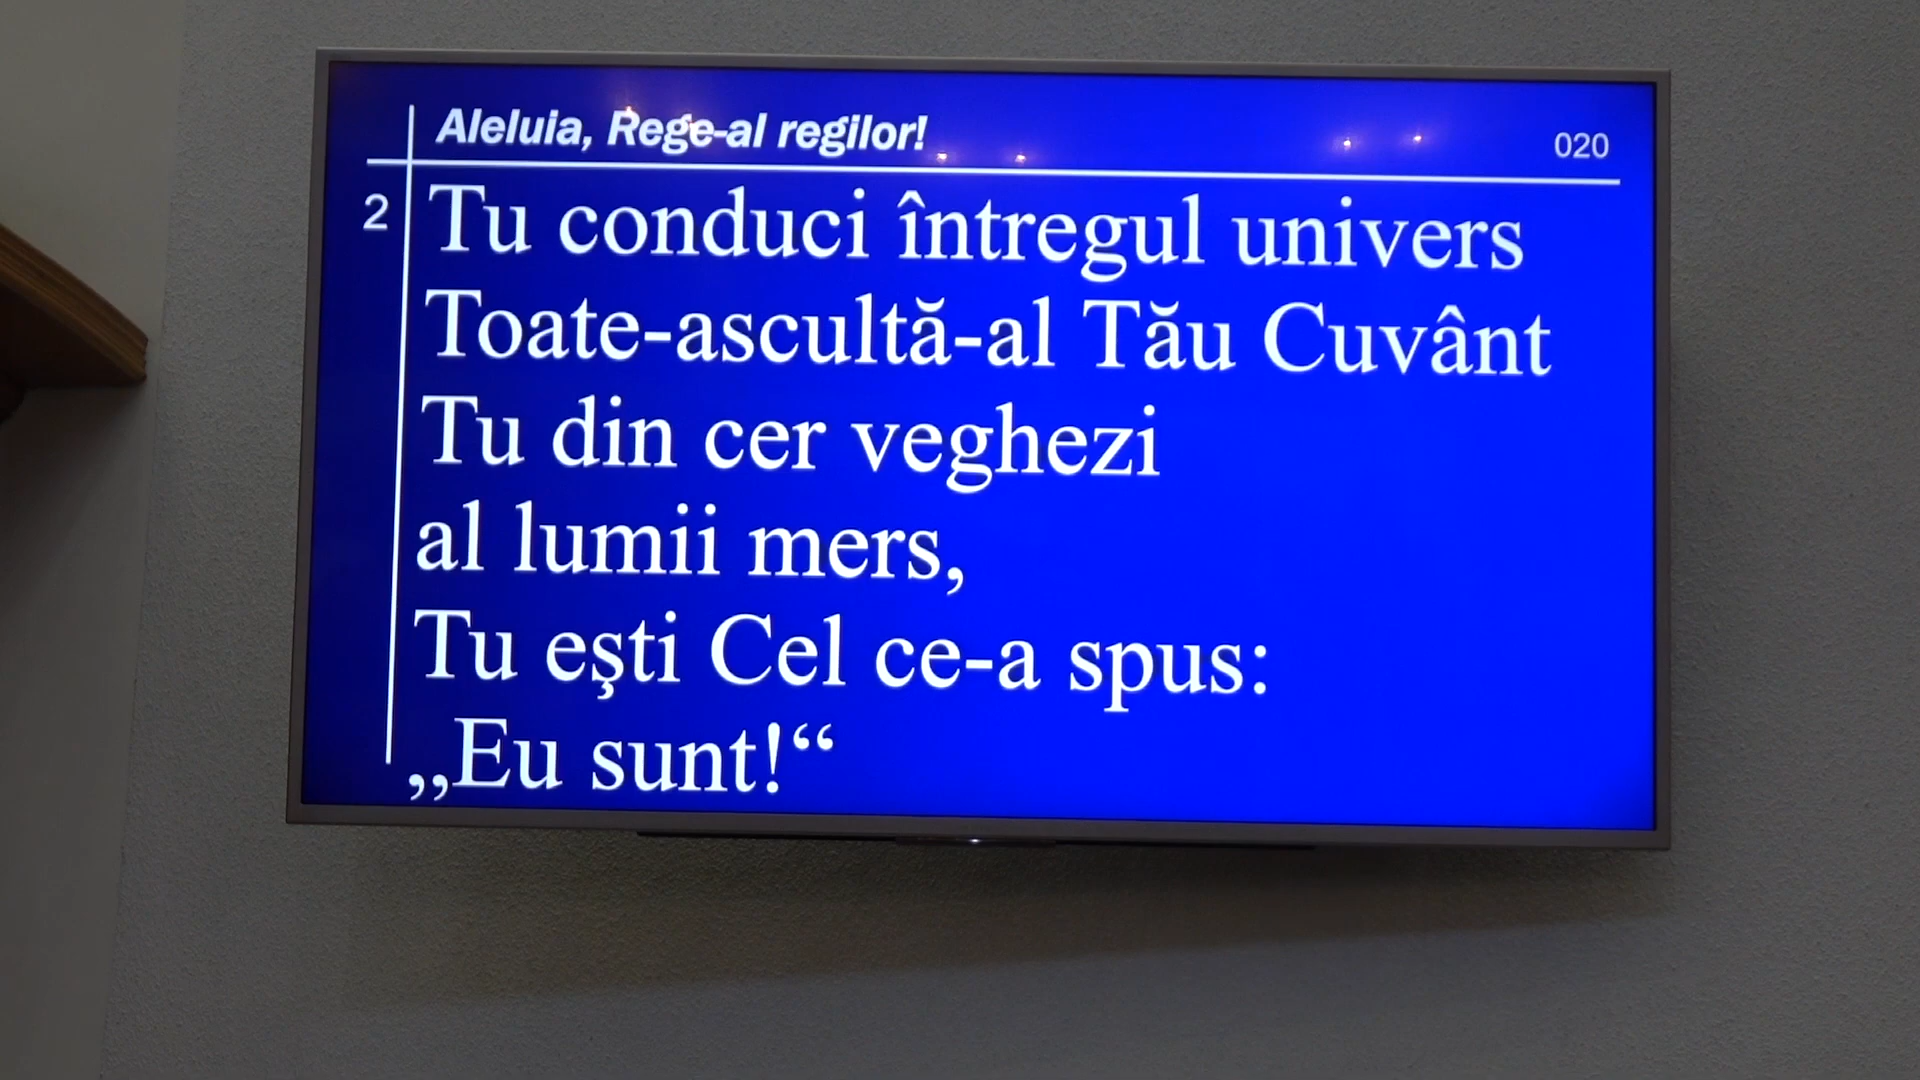 Aleluia, Rege-al regilor!
020
2
Tu conduci întregul univers
Toate-ascultă-al Tău Cuvânt
Tu din cer veghezi
al lumii mers,
Tu eşti Cel ce-a spus:
„Eu sunt!“